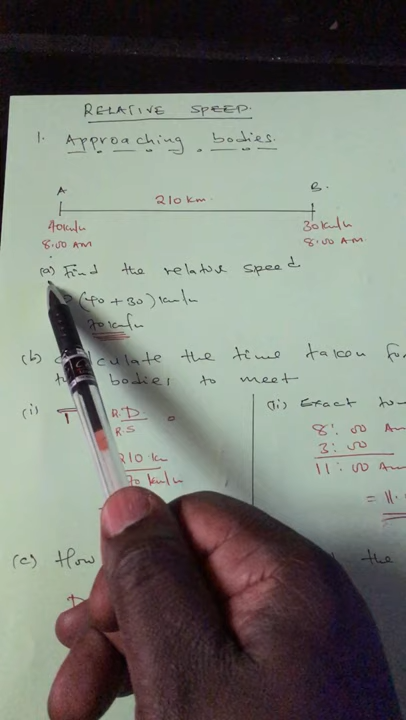 RELATIVE SPEED.
1. Approaching bodies.
A B.
210 km.
40km/h 30km/h
8.00 AM 8.00 AM.
(a) Find the relative speed
(40 + 30) km/h
70 km/h
(b) the time taken
bodies to meet
(i) T R.D (ii) Exact
R.S 8:00 Am
210 km 3:00
70 km/h 11:00 Am
= 11.
(c) How the